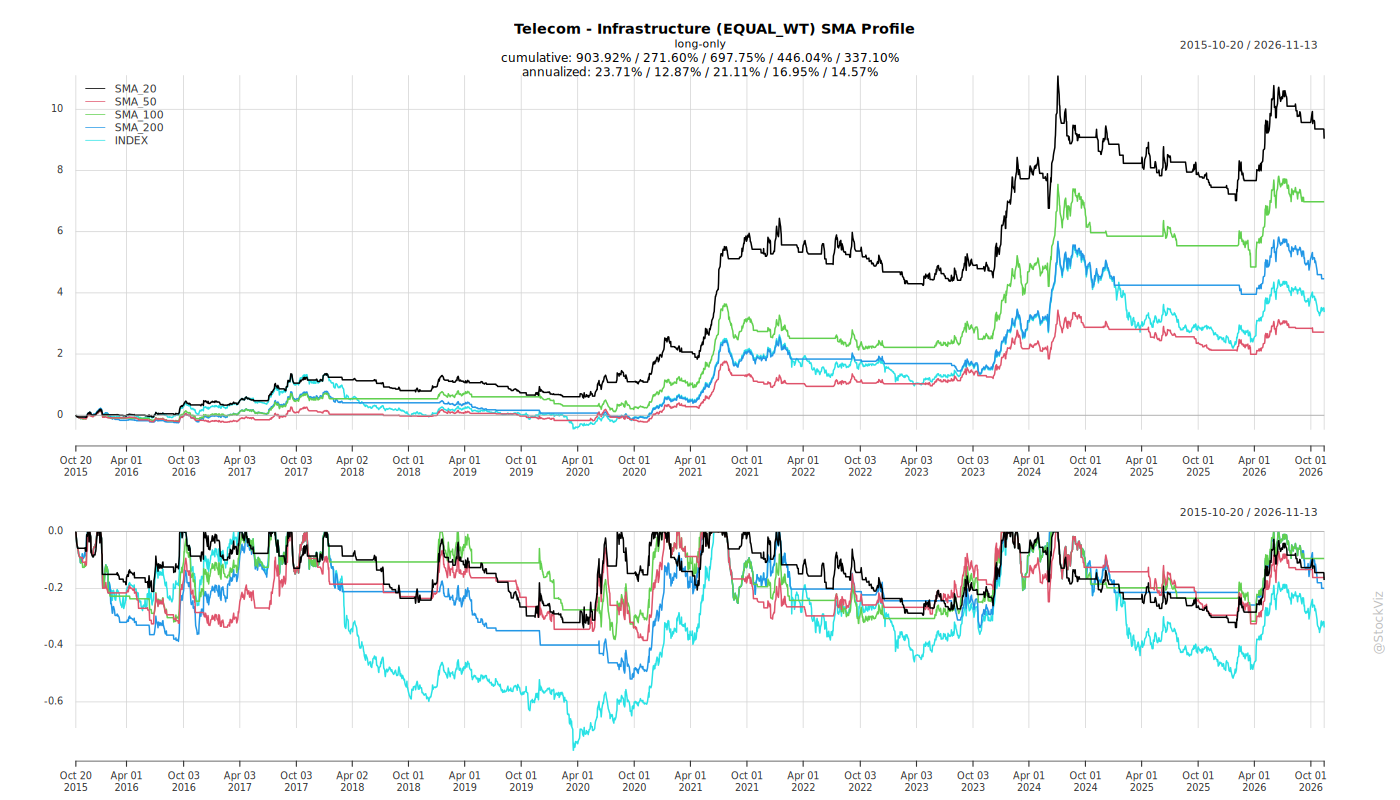 Telecom - Infrastructure (EQUAL_WT) SMA Profile
long-only
cumulative: 903.92% / 271.60% / 697.75% / 446.04% / 337.10%
annualized: 23.71% / 12.87% / 21.11% / 16.95% / 14.57%
2015-10-20 / 2026-11-13
SMA_20
SMA_50
SMA_100
SMA_200
INDEX
10
8
6
4
2
0
Oct 20 Apr 01 Oct 03 Apr 03 Oct 03 Apr 02 Oct 01 Apr 01 Oct 01 Apr 01 Oct 01 Apr 01 Oct 01 Apr 01 Oct 03 Apr 03 Oct 03 Apr 01 Oct 01 Apr 01 Oct 01 Apr 01 Oct 01
2015 2016 2016 2017 2017 2018 2018 2019 2019 2020 2020 2021 2021 2022 2022 2023 2023 2024 2024 2025 2025 2026 2026
2015-10-20 / 2026-11-13
0.0
-0.2
-0.4
-0.6
Oct 20 Apr 01 Oct 03 Apr 03 Oct 03 Apr 02 Oct 01 Apr 01 Oct 01 Apr 01 Oct 01 Apr 01 Oct 01 Apr 01 Oct 03 Apr 03 Oct 03 Apr 01 Oct 01 Apr 01 Oct 01 Apr 01 Oct 01
2015 2016 2016 2017 2017 2018 2018 2019 2019 2020 2020 2021 2021 2022 2022 2023 2023 2024 2024 2025 2025 2026 2026
@StockViz